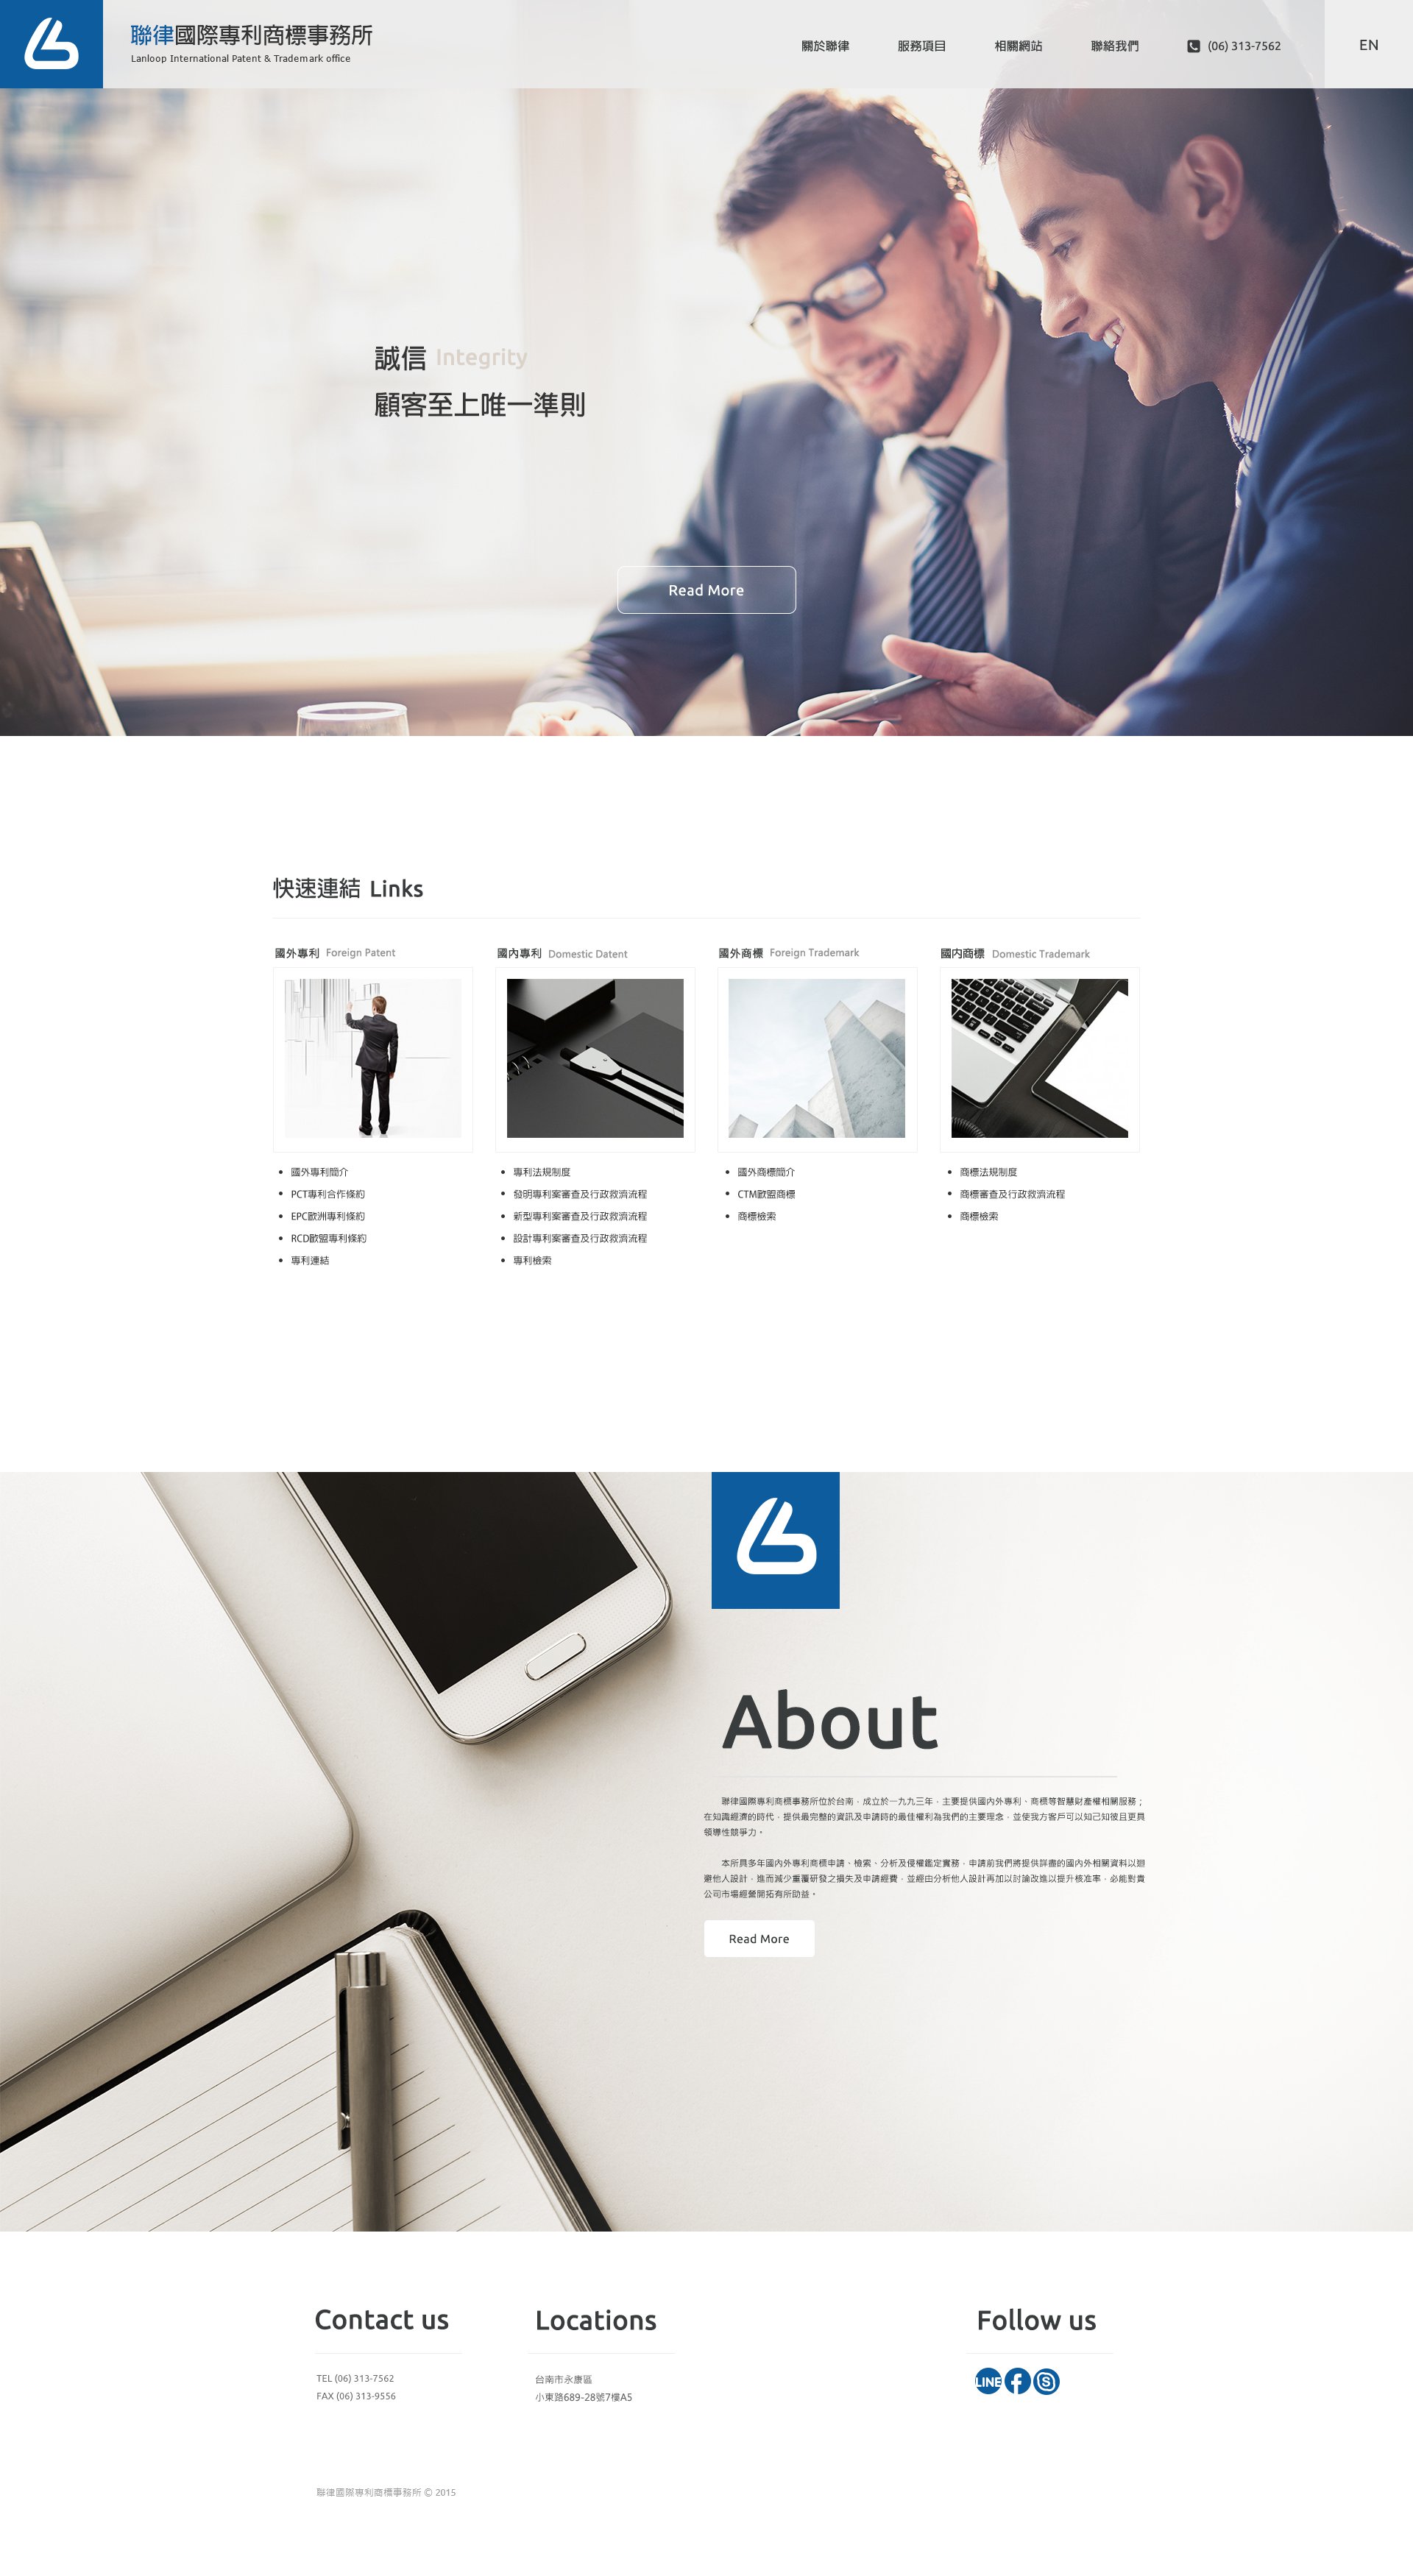 聯律國際專利商標事務所
Lanloop International Patent & Trademark office
關於聯律 服務項目 相關網站 聯絡我們 (06) 313-7562 EN
誠信 Integrity
顧客至上唯一準則
Read More
快速連結 Links
國外專利 Foreign Patent
國外專利簡介
PCT專利合作條約
EPC歐洲專利條約
RCD歐盟專利條約
專利連結
國內專利 Domestic Datent
專利法規制度
發明專利案審查及行政救濟流程
新型專利案審查及行政救濟流程
設計專利案審查及行政救濟流程
專利檢索
國外商標 Foreign Trademark
國外商標簡介
CTM歐盟商標
商標檢索
國內商標 Domestic Trademark
商標法規制度
商標審查及行政救濟流程
商標檢索
About
聯律國際專利商標事務所位於台南，成立於一九九三年，主要提供國內外專利、商標等智慧財產權相關服務；
在知識經濟的時代，提供最完整的資訊及申請時的最佳權利為我們的主要理念，並使我方客戶可以知己知彼且更具
領導性競爭力。
本所具多年國內外專利商標申請、檢索、分析及侵權鑑定實務，申請前我們將提供詳盡的國內外相關資料以迴
避他人設計，進而減少重覆研發之損失及申請經費，並經由分析他人設計再加以討論改進以提升核准率，必能對貴
公司市場經營開拓有所助益。
Read More
Contact us
TEL (06) 313-7562
FAX (06) 313-9556
Locations
台南市永康區
小東路689-28號7樓A5
Follow us
LINE
聯律國際專利商標事務所 © 2015